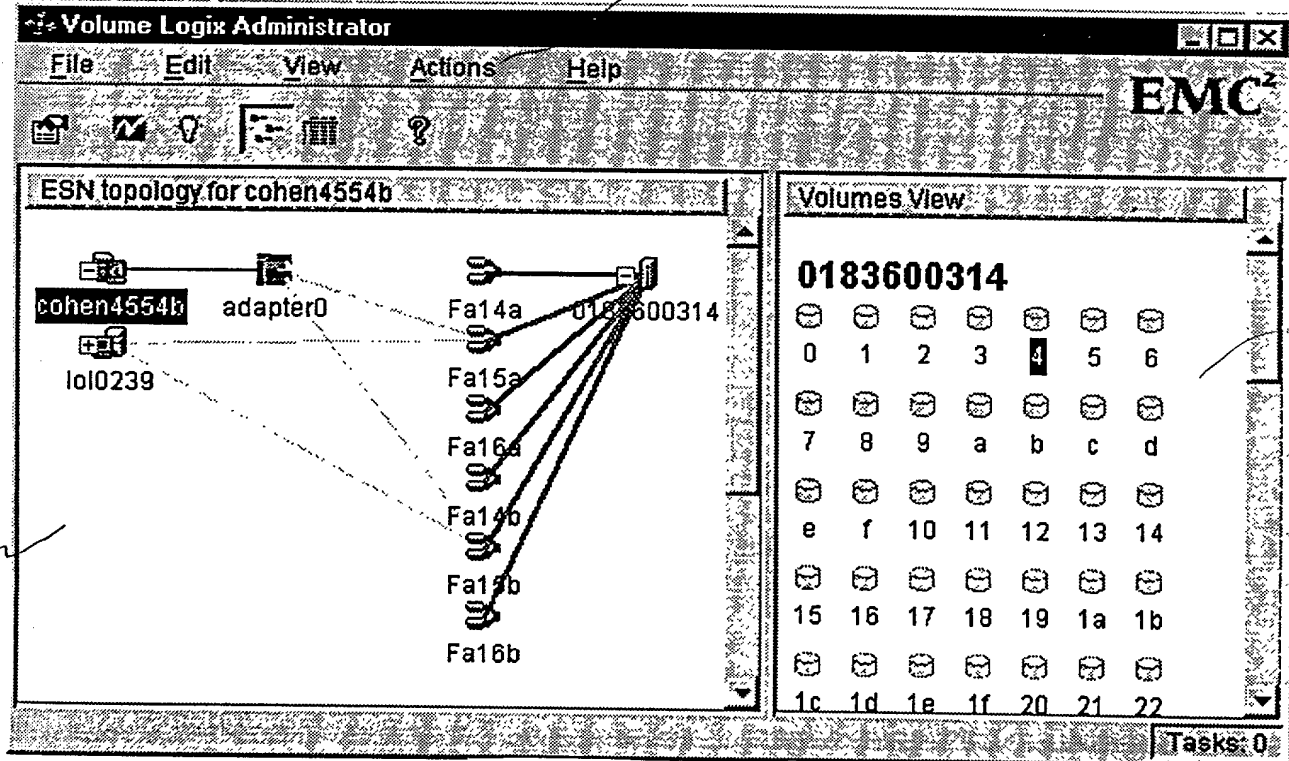 Volume Logix Administrator
File Edit View Actions Help
EMC²
ESN topology for cohen4554b
cohen4554b
adapter0
lol0239
Fa14a
Fa15a
Fa16a
Fa14b
Fa15b
Fa16b
0183600314
Volumes View
0183600314
0 1 2 3 4 5 6
7 8 9 a b c d
e f 10 11 12 13 14
15 16 17 18 19 1a 1b
1c 1d 1e 1f 20 21 22
Tasks: 0